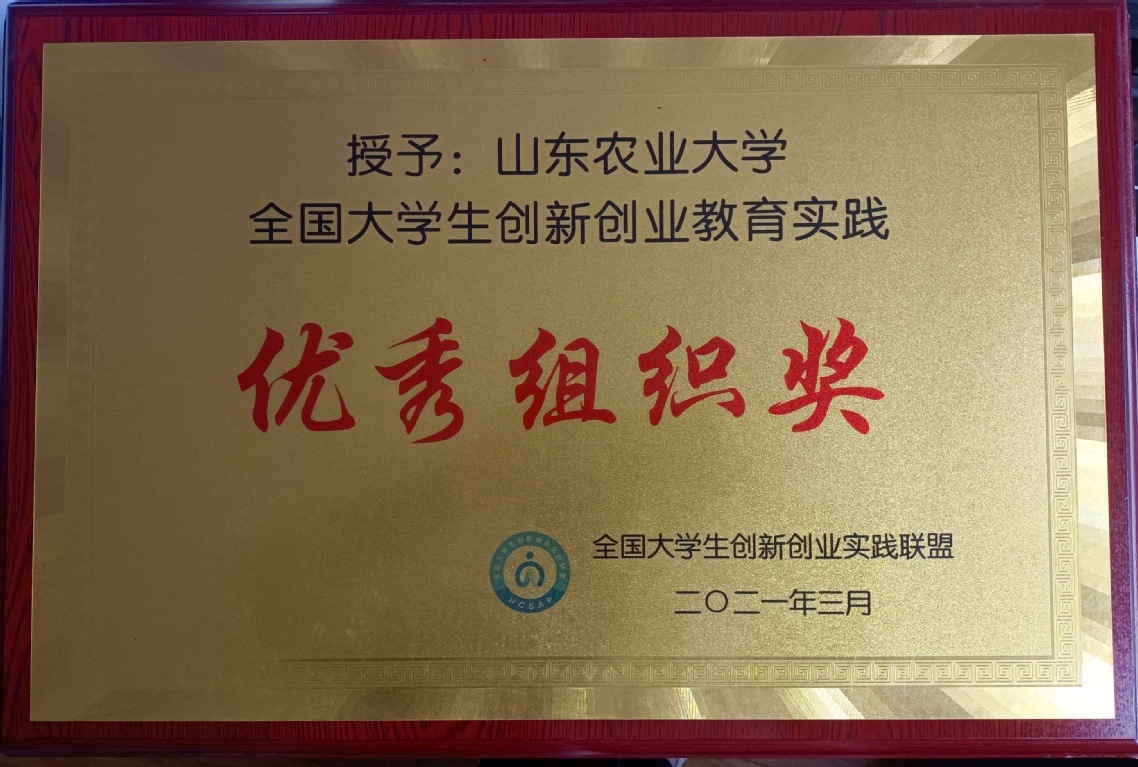 授予：山东农业大学
全国大学生创新创业教育实践
优秀组织奖
全国大学生创新创业实践联盟
二〇二一年三月